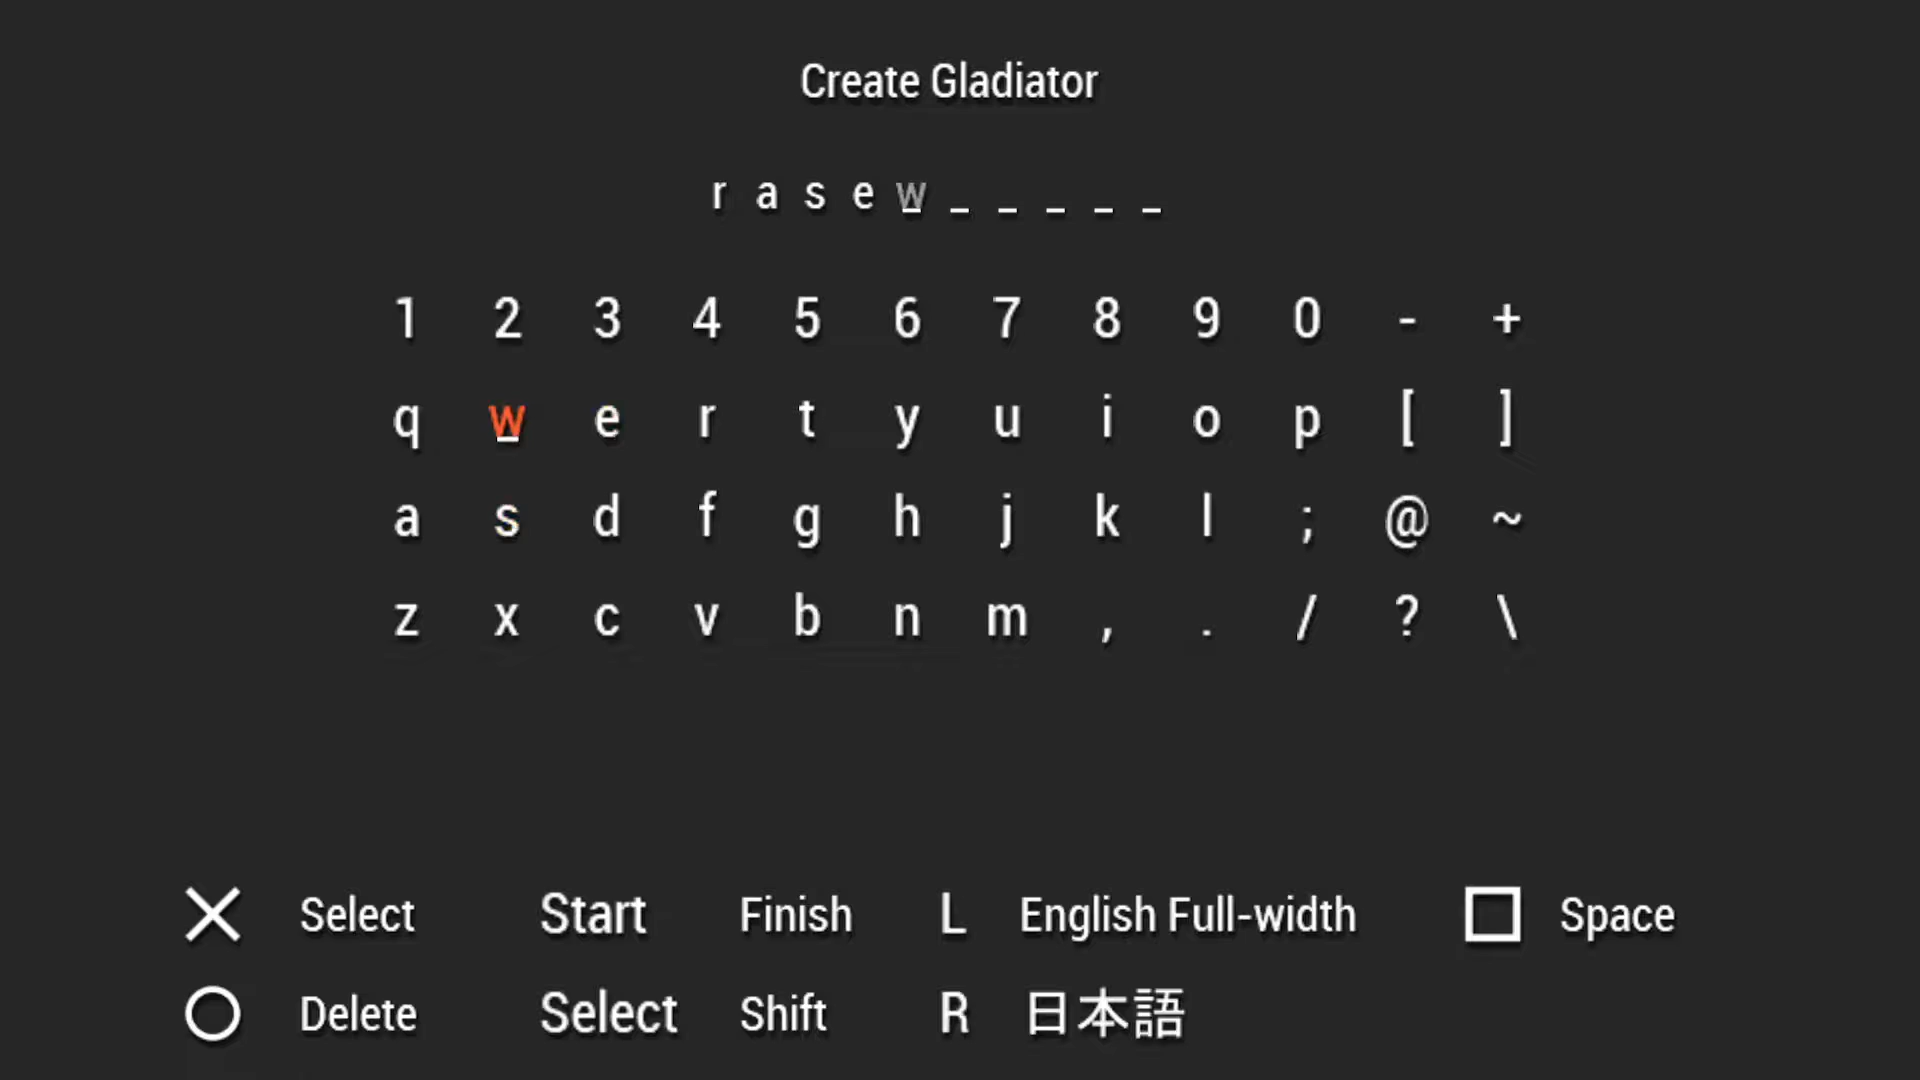 Create Gladiator
r a s e w _ _ _ _ _
1 2 3 4 5 6 7 8 9 0 - +
q w e r t y u i o p [ ]
a s d f g h j k l ; @ ~
z x c v b n m , . / ? \
Select Start Finish L English Full-width Space
Delete Select Shift R 日本語